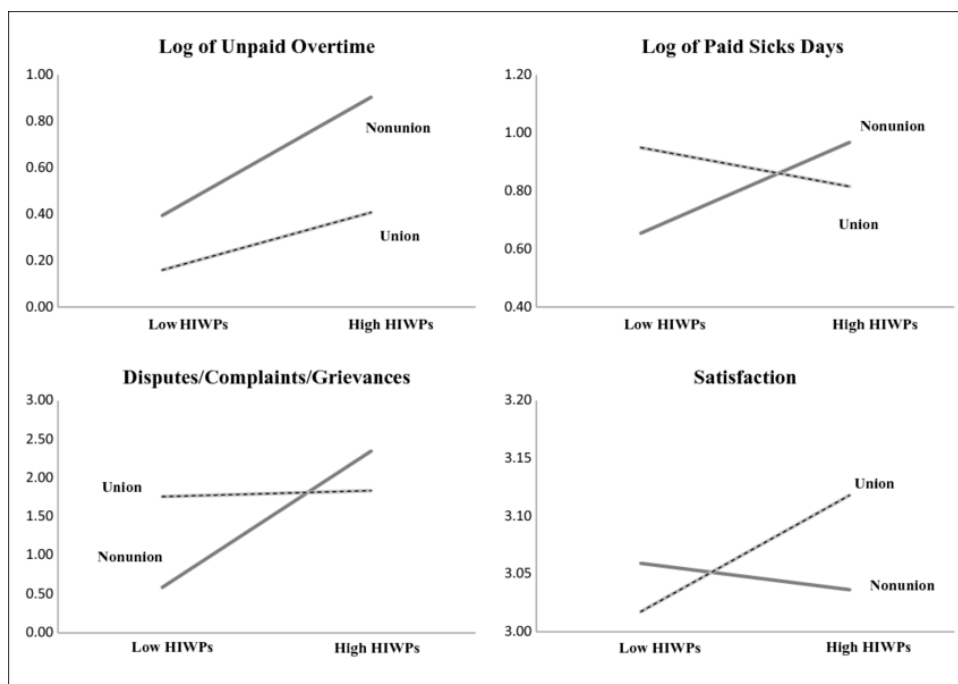 Log of Unpaid Overtime
1.00
0.80
0.60
0.40
0.20
0.00
Nonunion
Union
Low HIWPs
High HIWPs
Log of Paid Sicks Days
1.20
1.00
0.80
0.60
0.40
Nonunion
Union
Low HIWPs
High HIWPs
Disputes/Complaints/Grievances
3.00
2.50
2.00
1.50
1.00
0.50
0.00
Union
Nonunion
Low HIWPs
High HIWPs
Satisfaction
3.20
3.15
3.10
3.05
3.00
Union
Nonunion
Low HIWPs
High HIWPs